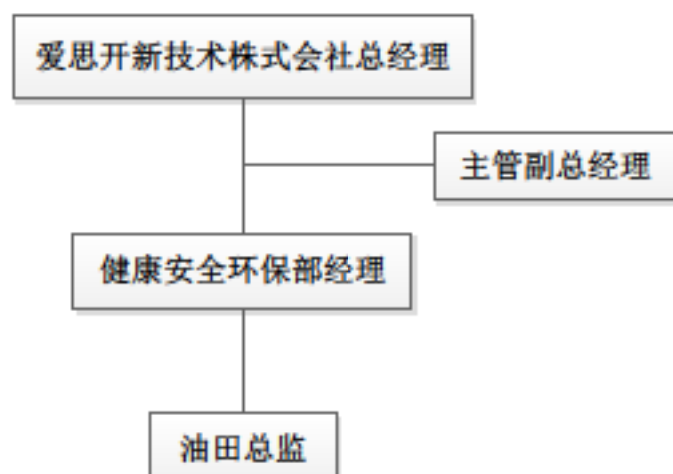 爱思开新技术株式会社总经理
主管副总经理
健康安全环保部经理
油田总监